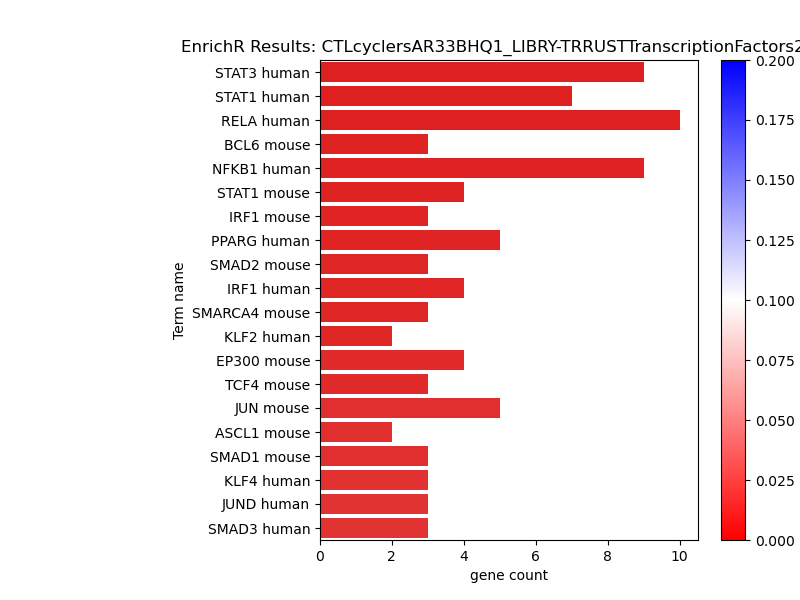 EnrichR Results: CTLcyclersAR33BHQ1_LIBRY-TRRUSTTranscriptionFactors2
STAT3 human
STAT1 human
RELA human
BCL6 mouse
NFKB1 human
STAT1 mouse
IRF1 mouse
PPARG human
SMAD2 mouse
IRF1 human
SMARCA4 mouse
KLF2 human
EP300 mouse
TCF4 mouse
JUN mouse
ASCL1 mouse
SMAD1 mouse
KLF4 human
JUND human
SMAD3 human
Term name
0 2 4 6 8 10
gene count
0.200
0.175
0.150
0.125
0.100
0.075
0.050
0.025
0.000